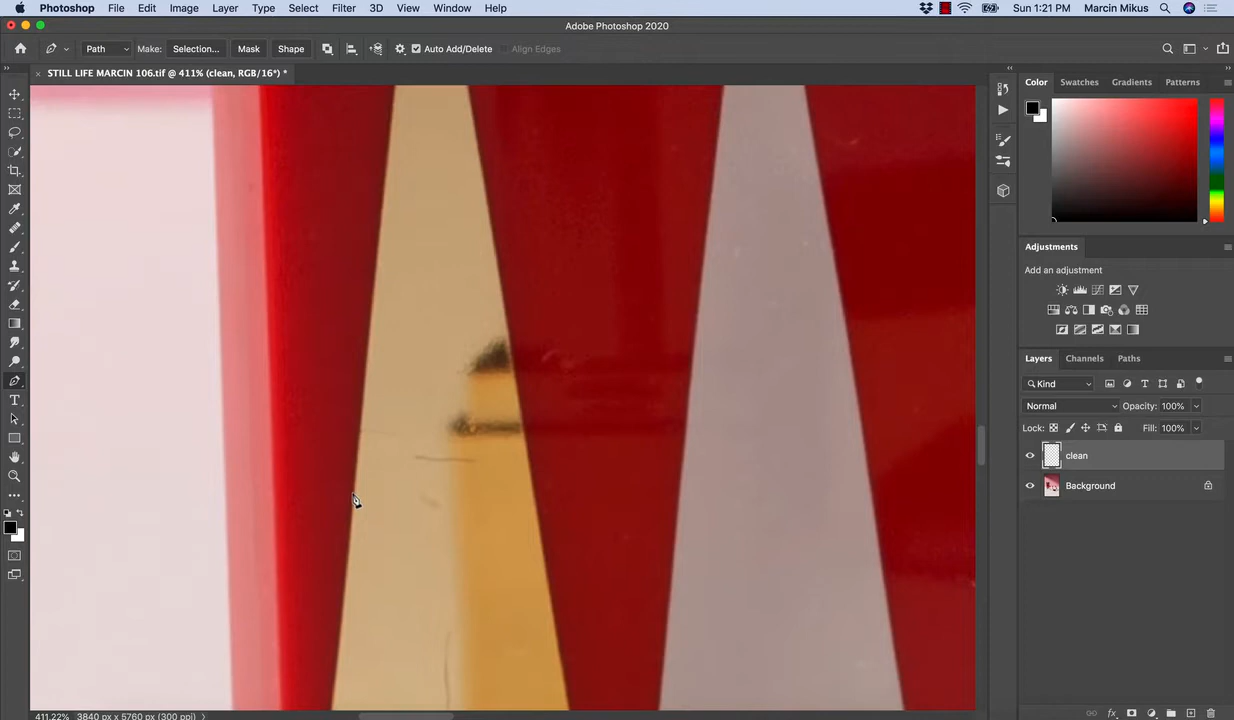 Photoshop File Edit Image Layer Type Select Filter 3D View Window Help Sun 1:21 PM Marcin Mikus
Adobe Photoshop 2020
Path Make: Selection... Mask Shape Auto Add/Delete Align Edges
STILL LIFE MARCIN 106.tif @ 411% (clean, RGB/16*) *
Color Swatches Gradients Patterns
Adjustments
Add an adjustment
Layers Channels Paths
Kind
Normal Opacity: 100%
Lock: Fill: 100%
clean
Background
411.22% 3840 px x 5760 px (300 ppi)